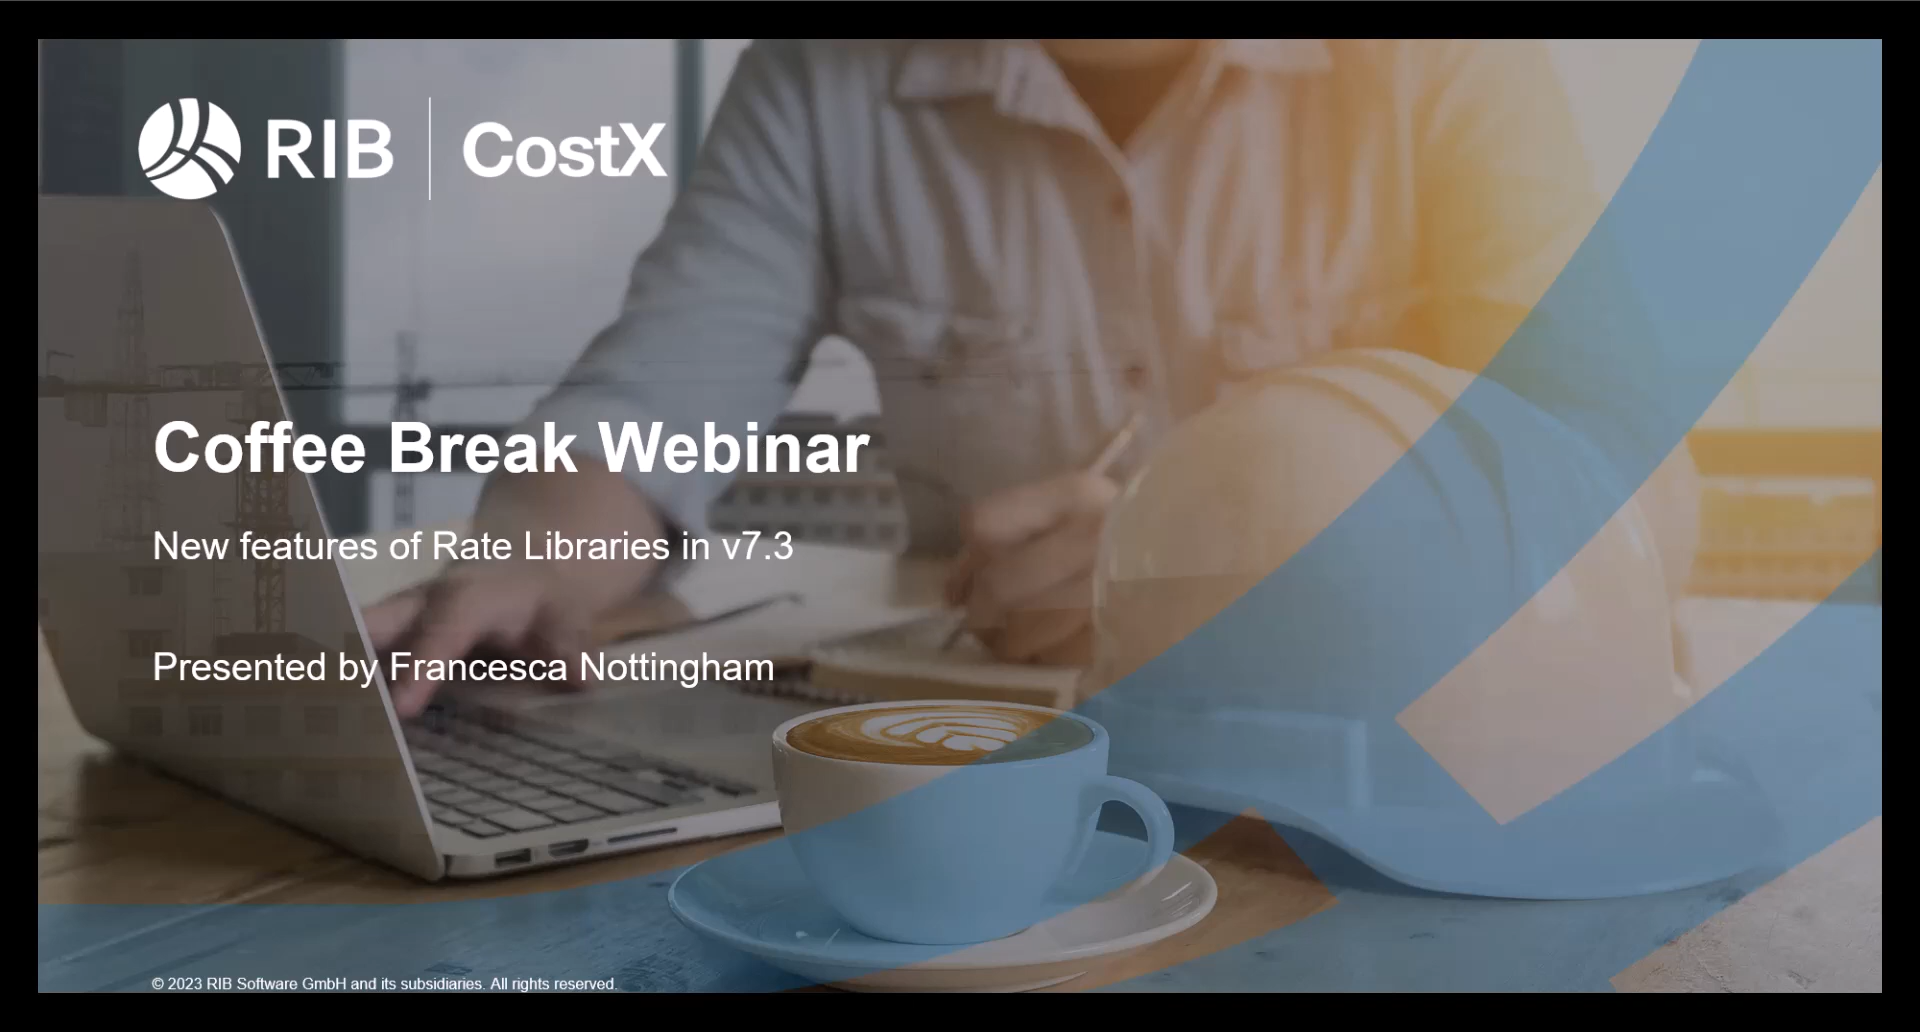 RIB CostX
Coffee Break Webinar
New features of Rate Libraries in v7.3
Presented by Francesca Nottingham
© 2023 RIB Software GmbH and its subsidiaries. All rights reserved.